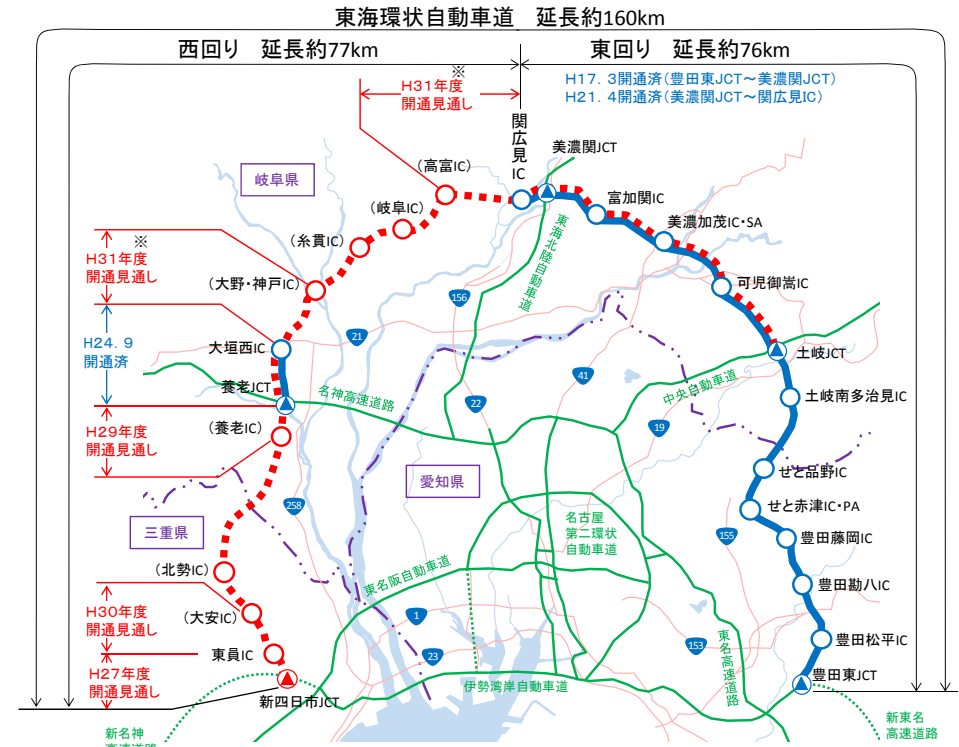 東海環状自動車道　延長約160km
西回り　延長約77km
東回り　延長約76km
※
H31年度
開通見通し
H17．3開通済(豊田東JCT～美濃関JCT)
H21．4開通済(美濃関JCT～関広見IC)
関広見IC
美濃関JCT
岐阜県
(高富IC)
富加関IC
(岐阜IC)
美濃加茂IC・SA
東海北陸自動車道
※
H31年度
開通見通し
(糸貫IC)
(大野・神戸IC)
可児御嵩IC
156
21
H24．9
開通済
大垣西IC
土岐JCT
養老JCT
名神高速道路
41
中央自動車道
22
土岐南多治見IC
H29年度
開通見通し
(養老IC)
19
せと品野IC
愛知県
258
せと赤津IC・PA
三重県
名古屋
第二環状
自動車道
155
豊田藤岡IC
(北勢IC)
東名阪自動車道
豊田勘八IC
H30年度
開通見通し
(大安IC)
1
東名高速道路
豊田松平IC
東員IC
23
153
H27年度
開通見通し
豊田東JCT
新四日市JCT
伊勢湾岸自動車道
新名神
高速道路
新東名
高速道路